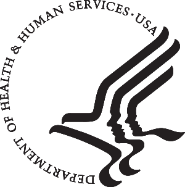 DEPARTMENT OF HEALTH & HUMAN SERVICES · USA